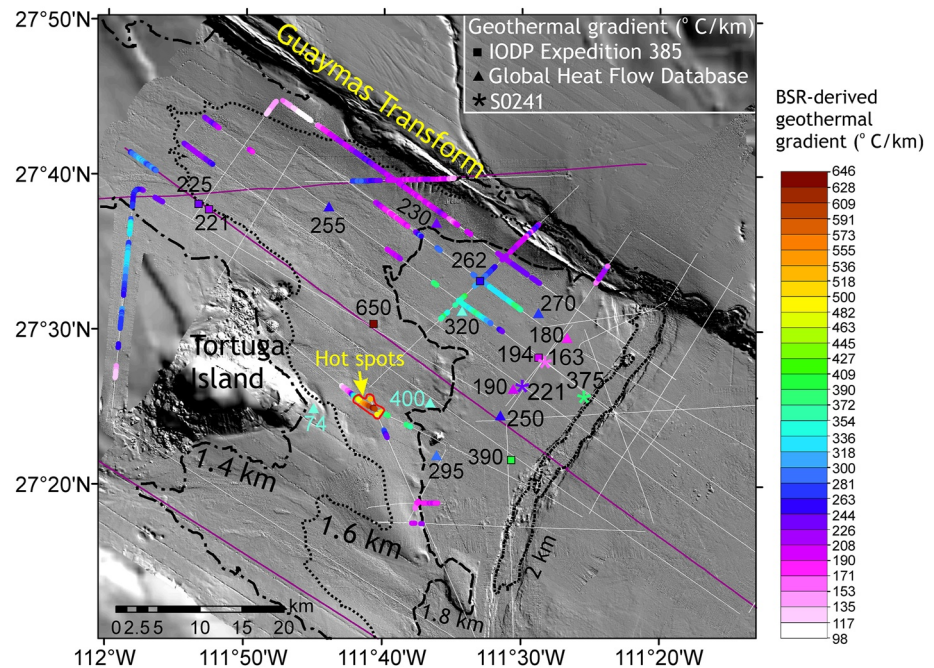 27°50'N
27°40'N
27°30'N
27°20'N
112°W
111°50'W
111°40'W
111°30'W
111°20'W
Geothermal gradient (°C/km)
IODP Expedition 385
Global Heat Flow Database
S0241
Guaymas Transform
225
221
255
230
262
270
320
650
180
194
163
375
190
221
250
400
390
295
74
Hot spots
Tortuga
Island
1.4 km
1.6 km
1.8 km
2 km
km
0 2.5 5 10 15 20
BSR-derived
geothermal
gradient (°C/km)
646
628
609
591
573
555
536
518
500
482
463
445
427
409
390
372
354
336
318
300
281
263
244
226
208
190
171
153
135
117
98